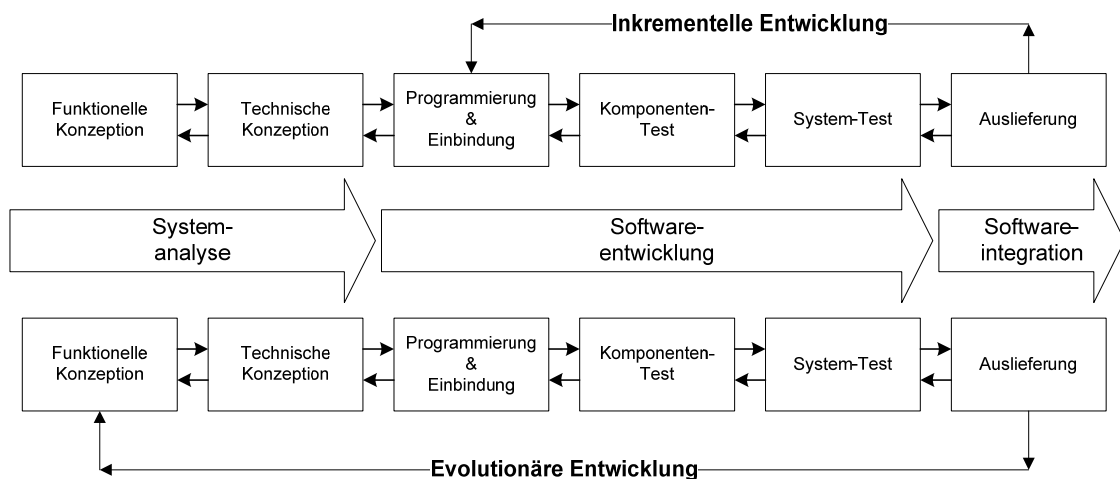 Inkrementelle Entwicklung
Funktionelle
Konzeption
Technische
Konzeption
Programmierung
&
Einbindung
Komponenten-
Test
System-Test
Auslieferung
System-
analyse
Software-
entwicklung
Software-
integration
Funktionelle
Konzeption
Technische
Konzeption
Programmierung
&
Einbindung
Komponenten-
Test
System-Test
Auslieferung
Evolutionäre Entwicklung